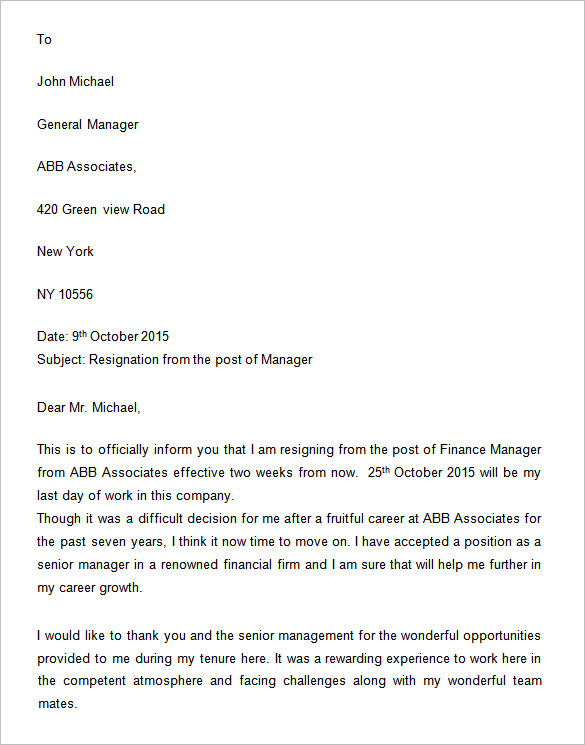 To
John Michael
General Manager
ABB Associates,
420 Green  view Road
New York
NY 10556
Date: 9th October 2015
Subject: Resignation from the post of Manager
Dear Mr. Michael,
This is to officially inform you that I am resigning from the post of Finance Manager
from ABB Associates effective two weeks from now.  25th October 2015 will be my
last day of work in this company.
Though it was a difficult decision for me after a fruitful career at ABB Associates for
the past seven years, I think it now time to move on. I have accepted a position as a
senior manager in a renowned financial firm and I am sure that will help me further in
my career growth.
I would like to thank you and the senior management for the wonderful opportunities
provided to me during my tenure here. It was a rewarding experience to work here in
the competent atmosphere and facing challenges along with my wonderful team
mates.